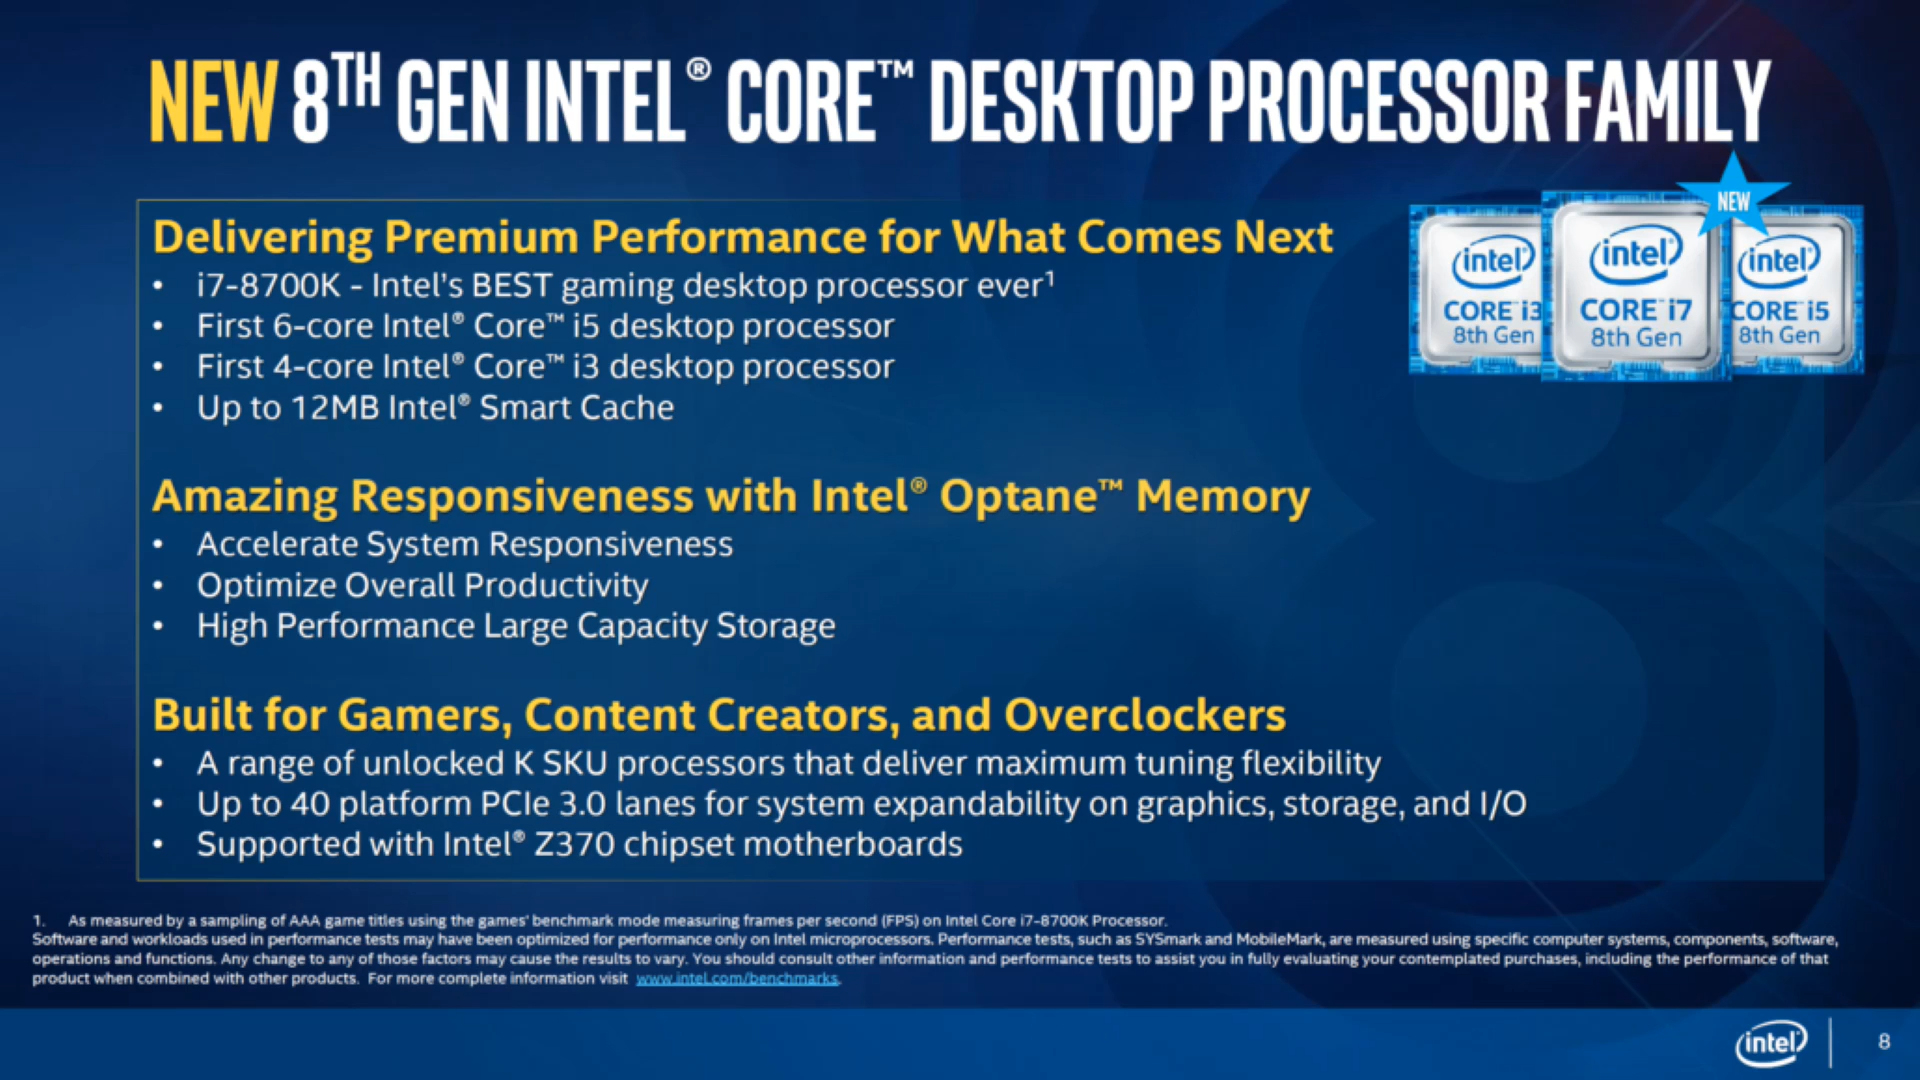 NEW 8TH GEN INTEL® CORE™ DESKTOP PROCESSOR FAMILY
NEW
Delivering Premium Performance for What Comes Next
• i7-8700K - Intel's BEST gaming desktop processor ever1
• First 6-core Intel® Core™ i5 desktop processor
• First 4-core Intel® Core™ i3 desktop processor
• Up to 12MB Intel® Smart Cache
intel
CORE™ i3
8th Gen
intel
CORE™ i7
8th Gen
intel
CORE™ i5
8th Gen
Amazing Responsiveness with Intel® Optane™ Memory
• Accelerate System Responsiveness
• Optimize Overall Productivity
• High Performance Large Capacity Storage
Built for Gamers, Content Creators, and Overclockers
• A range of unlocked K SKU processors that deliver maximum tuning flexibility
• Up to 40 platform PCIe 3.0 lanes for system expandability on graphics, storage, and I/O
• Supported with Intel® Z370 chipset motherboards
1. As measured by a sampling of AAA game titles using the games' benchmark mode measuring frames per second (FPS) on Intel Core i7-8700K Processor.
Software and workloads used in performance tests may have been optimized for performance only on Intel microprocessors. Performance tests, such as SYSmark and MobileMark, are measured using specific computer systems, components, software,
operations and functions. Any change to any of those factors may cause the results to vary. You should consult other information and performance tests to assist you in fully evaluating your contemplated purchases, including the performance of that
product when combined with other products. For more complete information visit www.intel.com/benchmarks.
intel
8